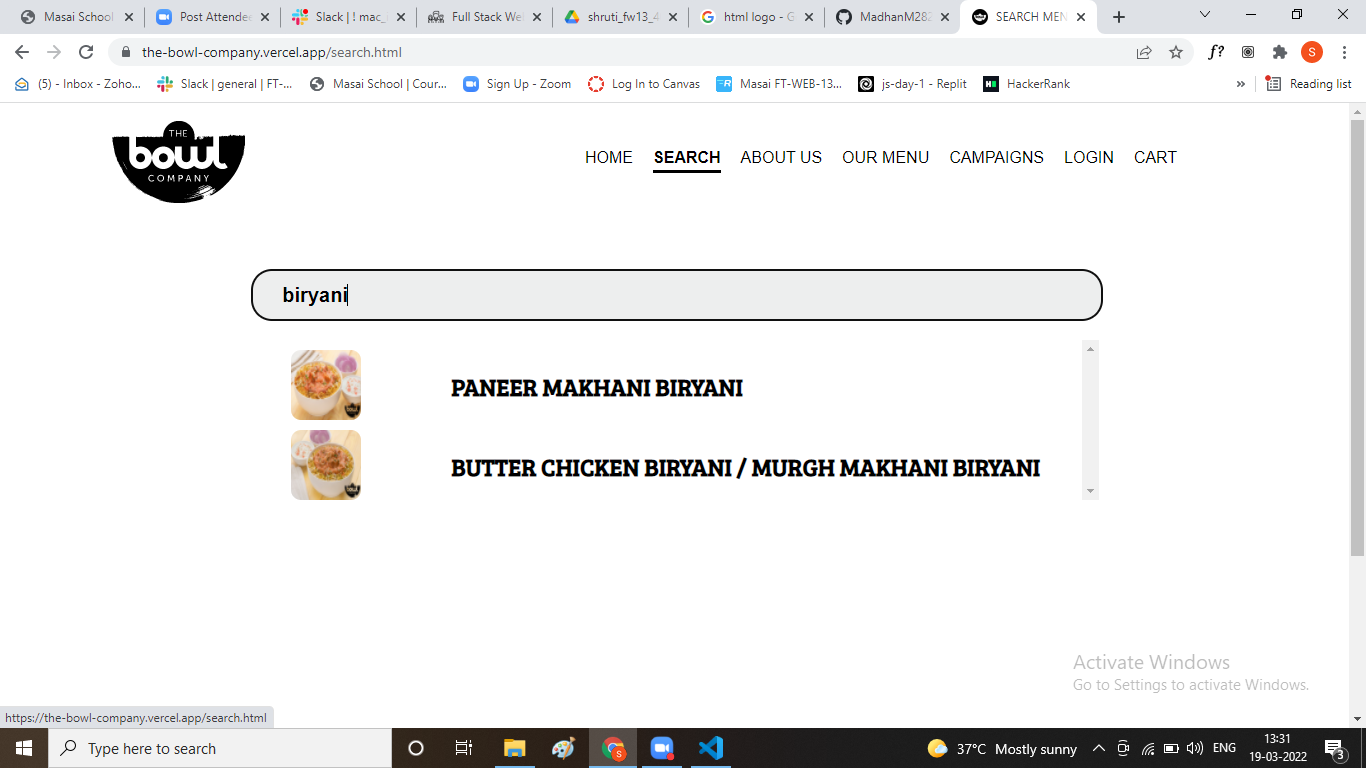 Masai School
Post Attende
Slack | ! mac_
Full Stack We
shruti_fw13_4
html logo - G
MadhanM282
SEARCH MEN
the-bowl-company.vercel.app/search.html
f?
S
(5) - Inbox - Zoho...
Slack | general | FT-...
Masai School | Cour...
Sign Up - Zoom
Log In to Canvas
Masai FT-WEB-13...
js-day-1 - Replit
HackerRank
»
Reading list
THE
bowl
COMPANY
HOME
SEARCH
ABOUT US
OUR MENU
CAMPAIGNS
LOGIN
CART
biryani
PANEER MAKHANI BIRYANI
BUTTER CHICKEN BIRYANI / MURGH MAKHANI BIRYANI
Activate Windows
Go to Settings to activate Windows.
https://the-bowl-company.vercel.app/search.html
Type here to search
37°C Mostly sunny
ENG
13:31
19-03-2022
3